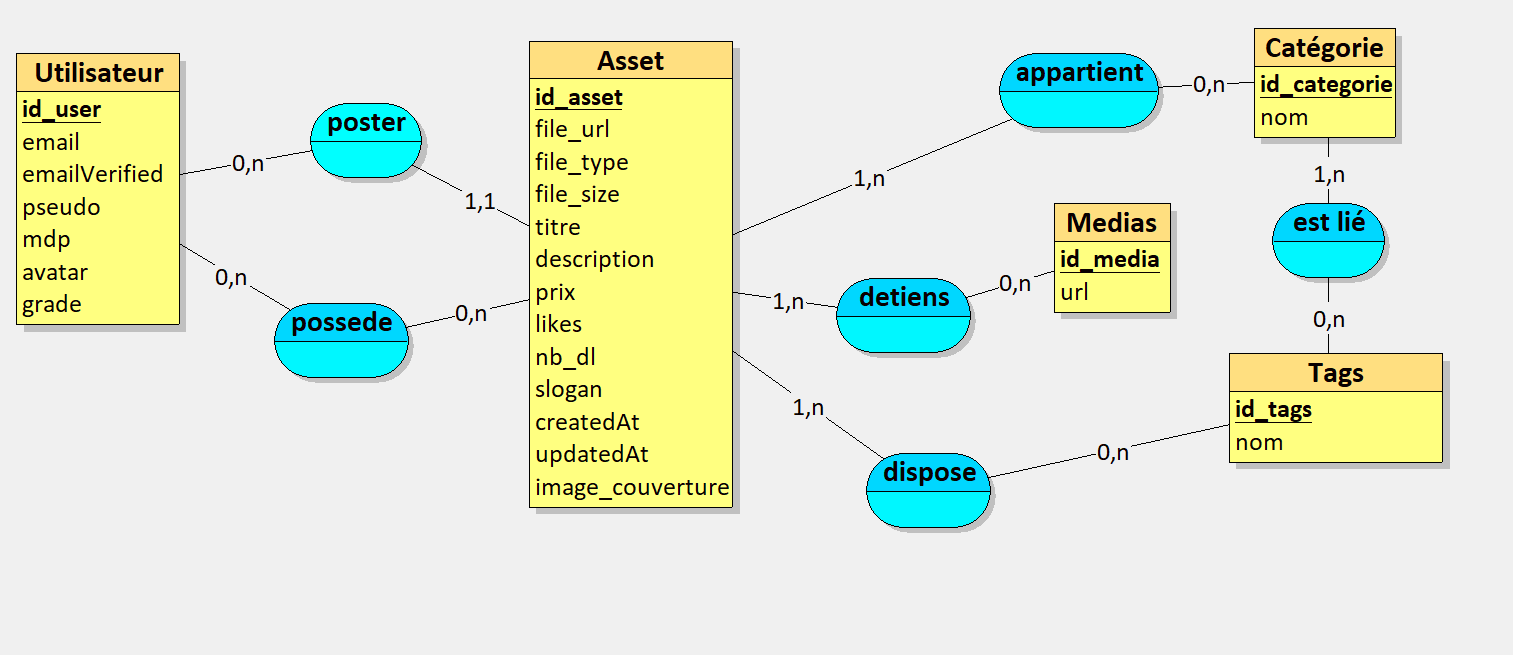 Utilisateur
id_user
email
emailVerified
pseudo
mdp
avatar
grade
poster
0,n
1,1
possede
0,n
0,n
Asset
id_asset
file_url
file_type
file_size
titre
description
prix
likes
nb_dl
slogan
createdAt
updatedAt
image_couverture
appartient
1,n
0,n
Catégorie
id_categorie
nom
1,n
est lié
0,n
Medias
id_media
url
detiens
1,n
0,n
Tags
id_tags
nom
dispose
1,n
0,n